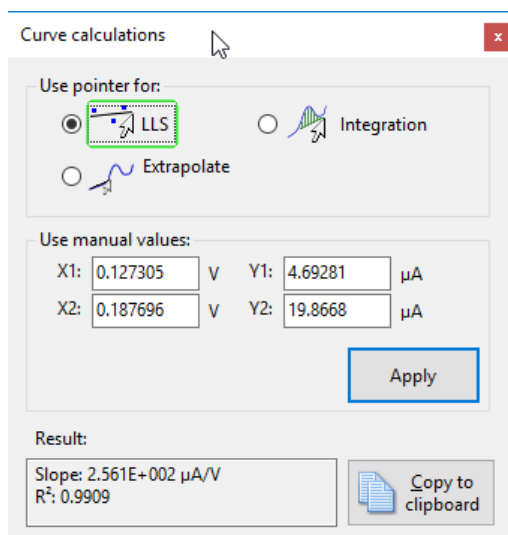 Curve calculations
x
Use pointer for:
LLS
Integration
Extrapolate
Use manual values:
X1: 0.127305 V Y1: 4.69281 µA
X2: 0.187696 V Y2: 19.8668 µA
Apply
Result:
Slope: 2.561E+002 µA/V
R²: 0.9909
Copy to
clipboard